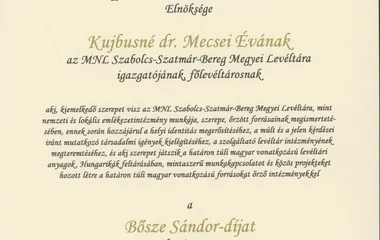 Elnöksége
Kujbusné dr. Mecsei Évának
az MNL Szabolcs-Szatmár-Bereg Megyei Levéltára
igazgatójának, főlevéltárosnak
aki, kiemelkedő szerepet visz az MNL Szabolcs-Szatmár-Bereg Megyei Levéltára, mint
nemzeti és lokális emlékezetintézmény munkája, szerepe, őrzött forrásainak megismerteté-
sében, ennek során hozzájárul a helyi identitás megerősítéséhez, a múlt és a jelen kérdései
iránt mutatkozó társadalmi igények kielégítéséhez, a szolgáltató levéltár intézményének
megteremtéséhez, és aki szerepet játszik a határon túli magyar vonatkozású levéltári
anyagok, Hungarikák feltárásában, mintaszerű munkakapcsolatot és közös projekteket
hozott létre a határon túli magyar vonatkozású forrásokat őrző intézményekkel
a
Bősze Sándor-díjat